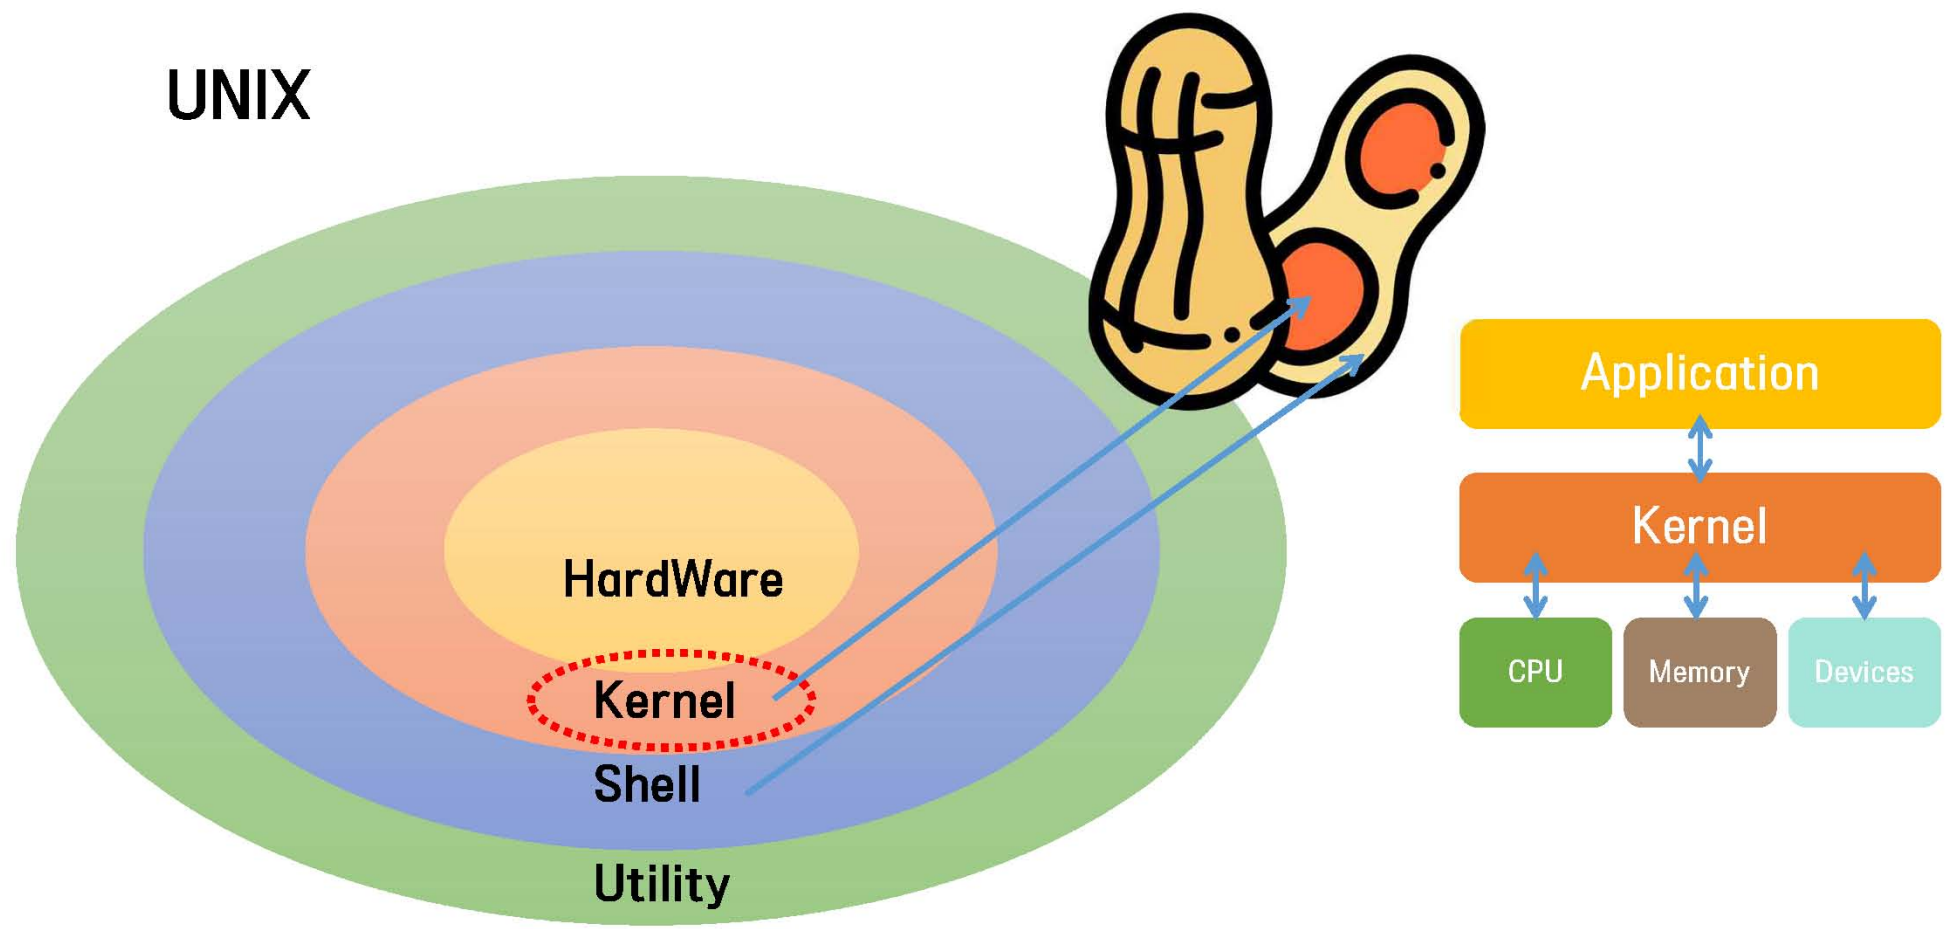 UNIX
HardWare
Kernel
Shell
Utility
Application
Kernel
CPU
Memory
Devices